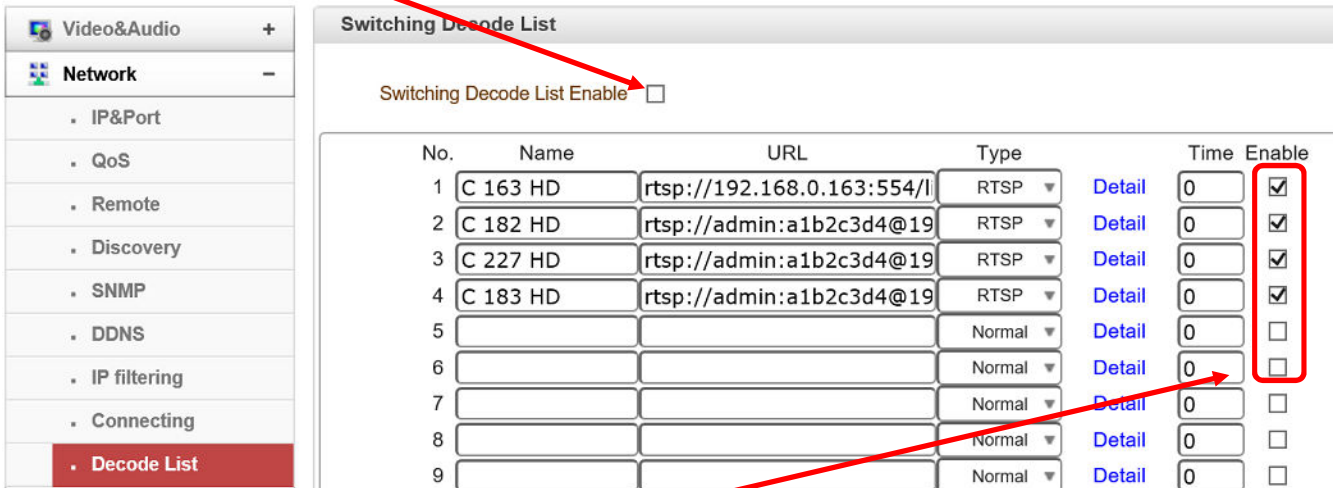 Video&Audio +
Network −
. IP&Port
. QoS
. Remote
. Discovery
. SNMP
. DDNS
. IP filtering
. Connecting
. Decode List
Switching Decode List
Switching Decode List Enable
No. Name URL Type Time Enable
1 C 163 HD rtsp://192.168.0.163:554/li RTSP Detail 0
2 C 182 HD rtsp://admin:a1b2c3d4@19 RTSP Detail 0
3 C 227 HD rtsp://admin:a1b2c3d4@19 RTSP Detail 0
4 C 183 HD rtsp://admin:a1b2c3d4@19 RTSP Detail 0
5 Normal Detail 0
6 Normal Detail 0
7 Normal Detail 0
8 Normal Detail 0
9 Normal Detail 0